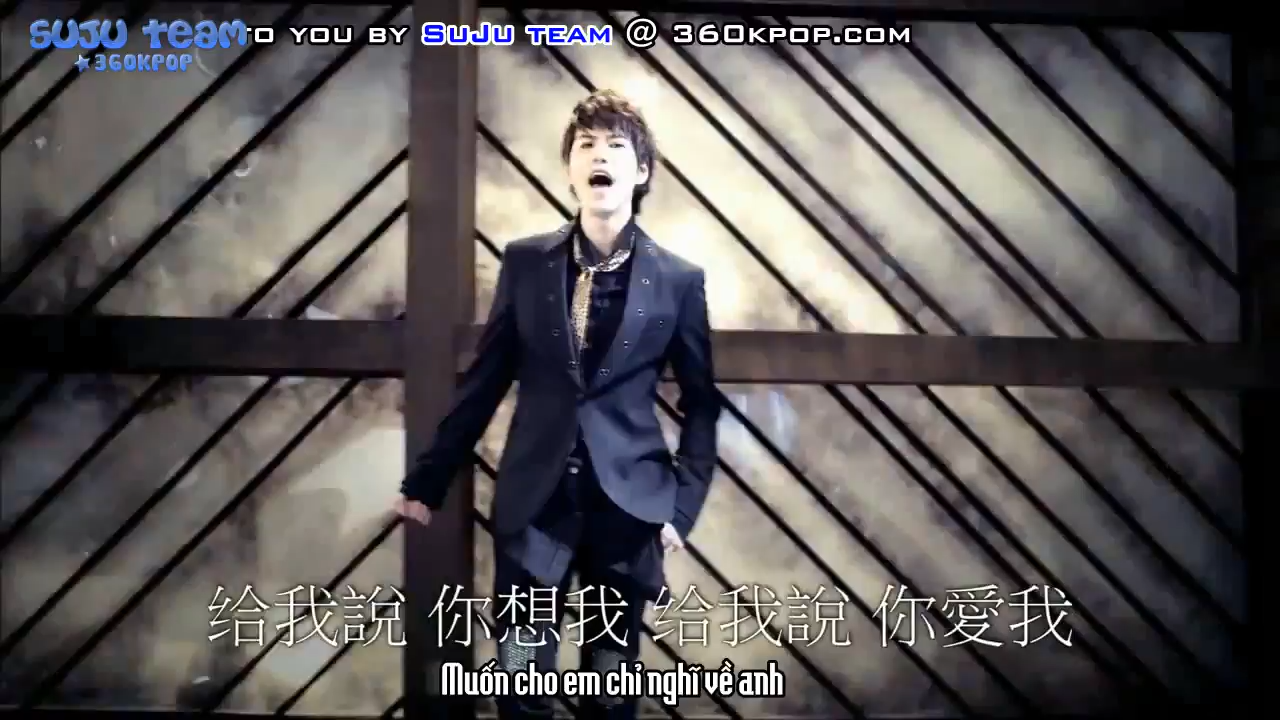 SUJU TEAM
★360KPOP
TO YOU BY SUJU TEAM @ 360KPOP.COM
给我說 你想我 给我說 你愛我
Muốn cho em chỉ nghĩ về anh